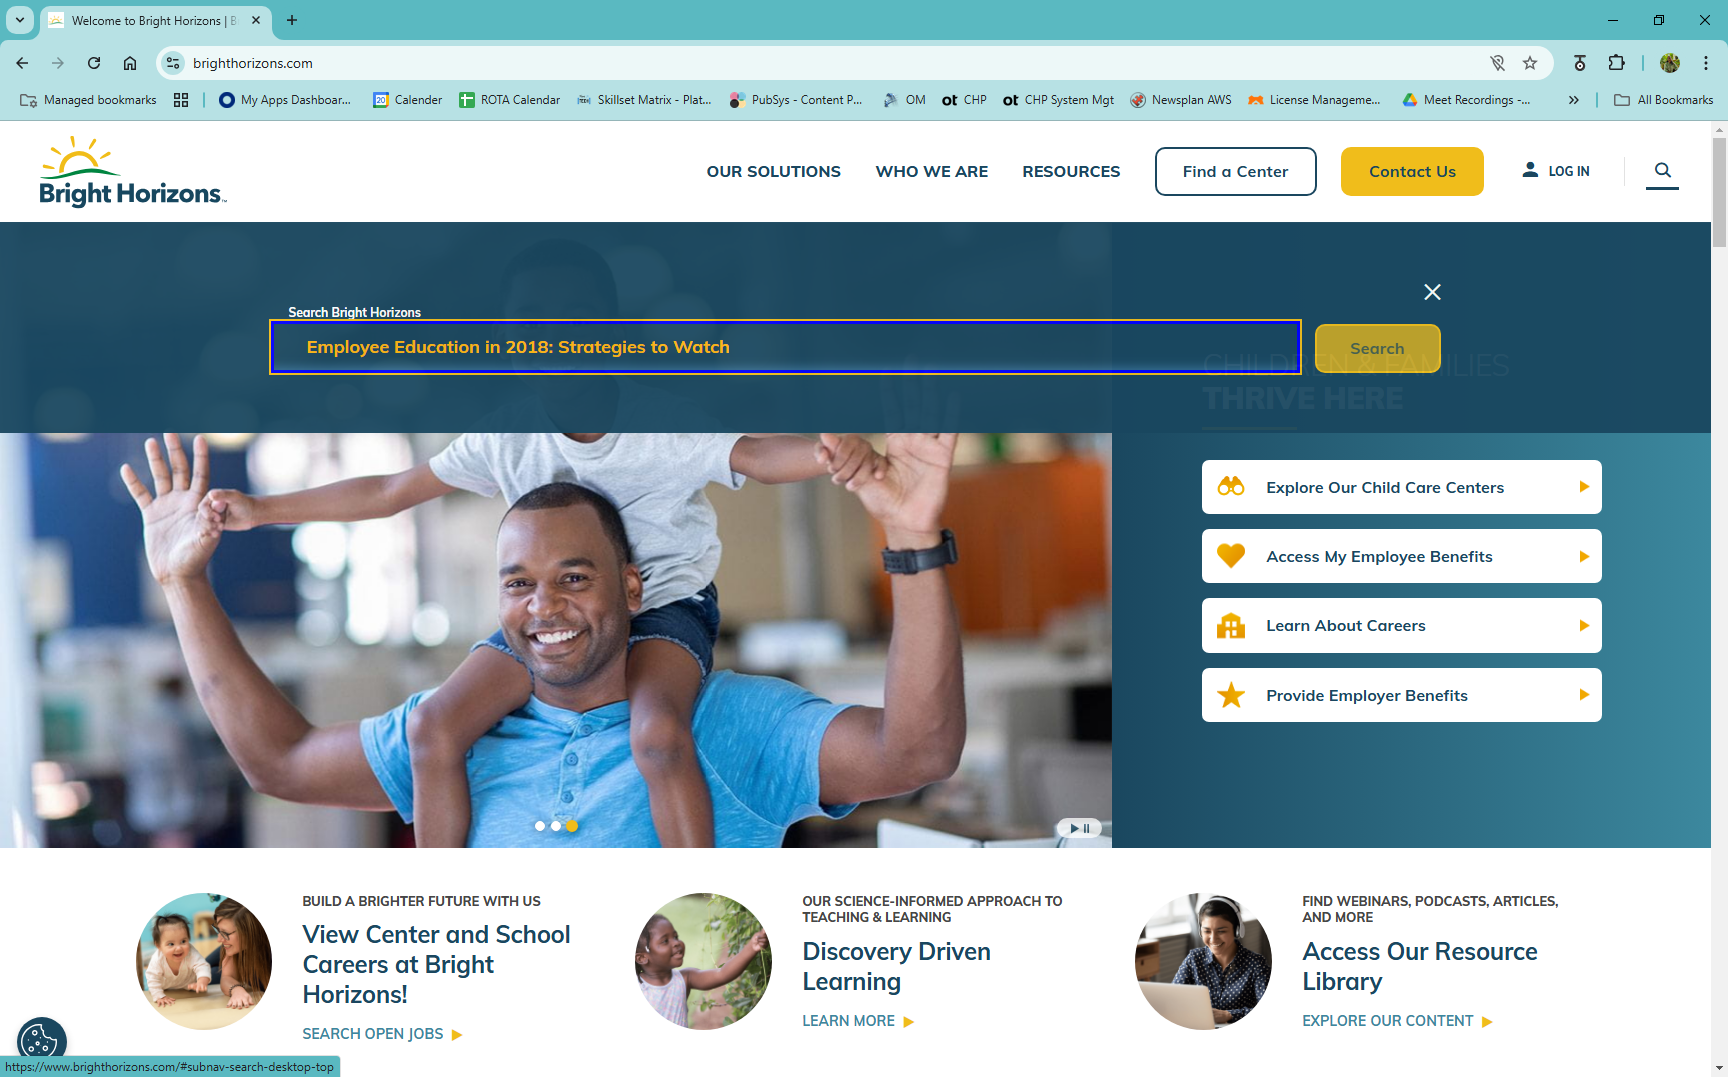 Welcome to Bright Horizons | B
brighthorizons.com
Managed bookmarks
My Apps Dashboar...
Calender
ROTA Calendar
Skillset Matrix - Plat...
PubSys - Content P...
OM
CHP
CHP System Mgt
Newsplan AWS
License Manageme...
Meet Recordings -...
All Bookmarks
Bright Horizons
OUR SOLUTIONS
WHO WE ARE
RESOURCES
Find a Center
Contact Us
LOG IN
Search Bright Horizons
Employee Education in 2018: Strategies to Watch
Search
CHILDREN & FAMILIES
THRIVE HERE
Explore Our Child Care Centers
Access My Employee Benefits
Learn About Careers
Provide Employer Benefits
BUILD A BRIGHTER FUTURE WITH US
View Center and School
Careers at Bright
Horizons!
SEARCH OPEN JOBS
OUR SCIENCE-INFORMED APPROACH TO
TEACHING & LEARNING
Discovery Driven
Learning
LEARN MORE
FIND WEBINARS, PODCASTS, ARTICLES,
AND MORE
Access Our Resource
Library
EXPLORE OUR CONTENT
https://www.brighthorizons.com/#subnav-search-desktop-top